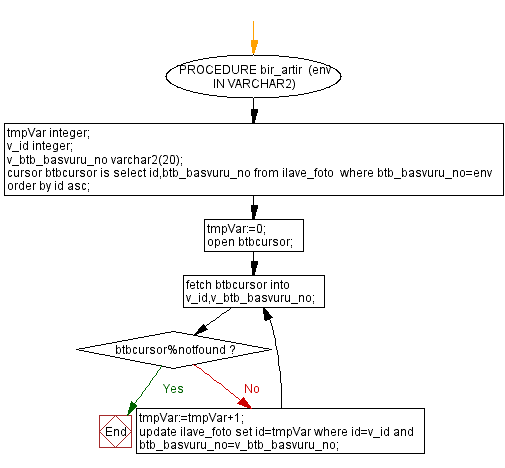 PROCEDURE bir_artir (env
IN VARCHAR2)
tmpVar integer;
v_id integer;
v_btb_basvuru_no varchar2(20);
cursor btbcursor is select id,btb_basvuru_no from ilave_foto where btb_basvuru_no=env
order by id asc;
tmpVar:=0;
open btbcursor;
fetch btbcursor into
v_id,v_btb_basvuru_no;
btbcursor%notfound ?
Yes
No
End
tmpVar:=tmpVar+1;
update ilave_foto set id=tmpVar where id=v_id and
btb_basvuru_no=v_btb_basvuru_no;